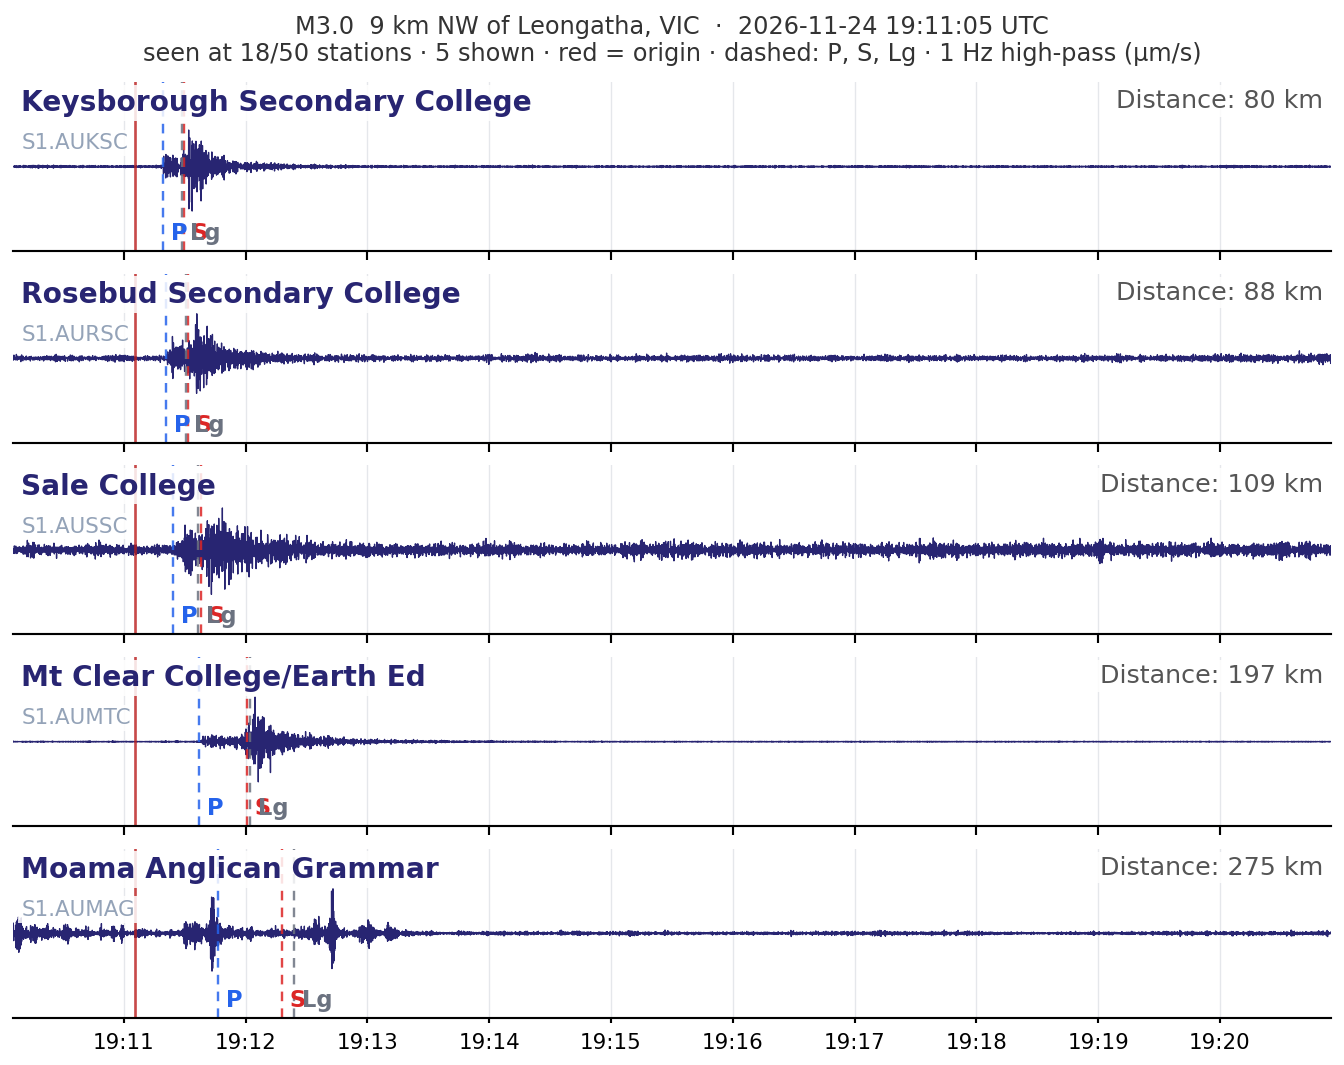 M3.0  9 km NW of Leongatha, VIC  ·  2026-11-24 19:11:05 UTC
seen at 18/50 stations · 5 shown · red = origin · dashed: P, S, Lg · 1 Hz high-pass (µm/s)
Keysborough Secondary College
Distance: 80 km
S1.AUKSC
P S Lg
Rosebud Secondary College
Distance: 88 km
S1.AURSC
P S Lg
Sale College
Distance: 109 km
S1.AUSSC
P S Lg
Mt Clear College/Earth Ed
Distance: 197 km
S1.AUMTC
P S Lg
Moama Anglican Grammar
Distance: 275 km
S1.AUMAG
P S Lg
19:11 19:12 19:13 19:14 19:15 19:16 19:17 19:18 19:19 19:20